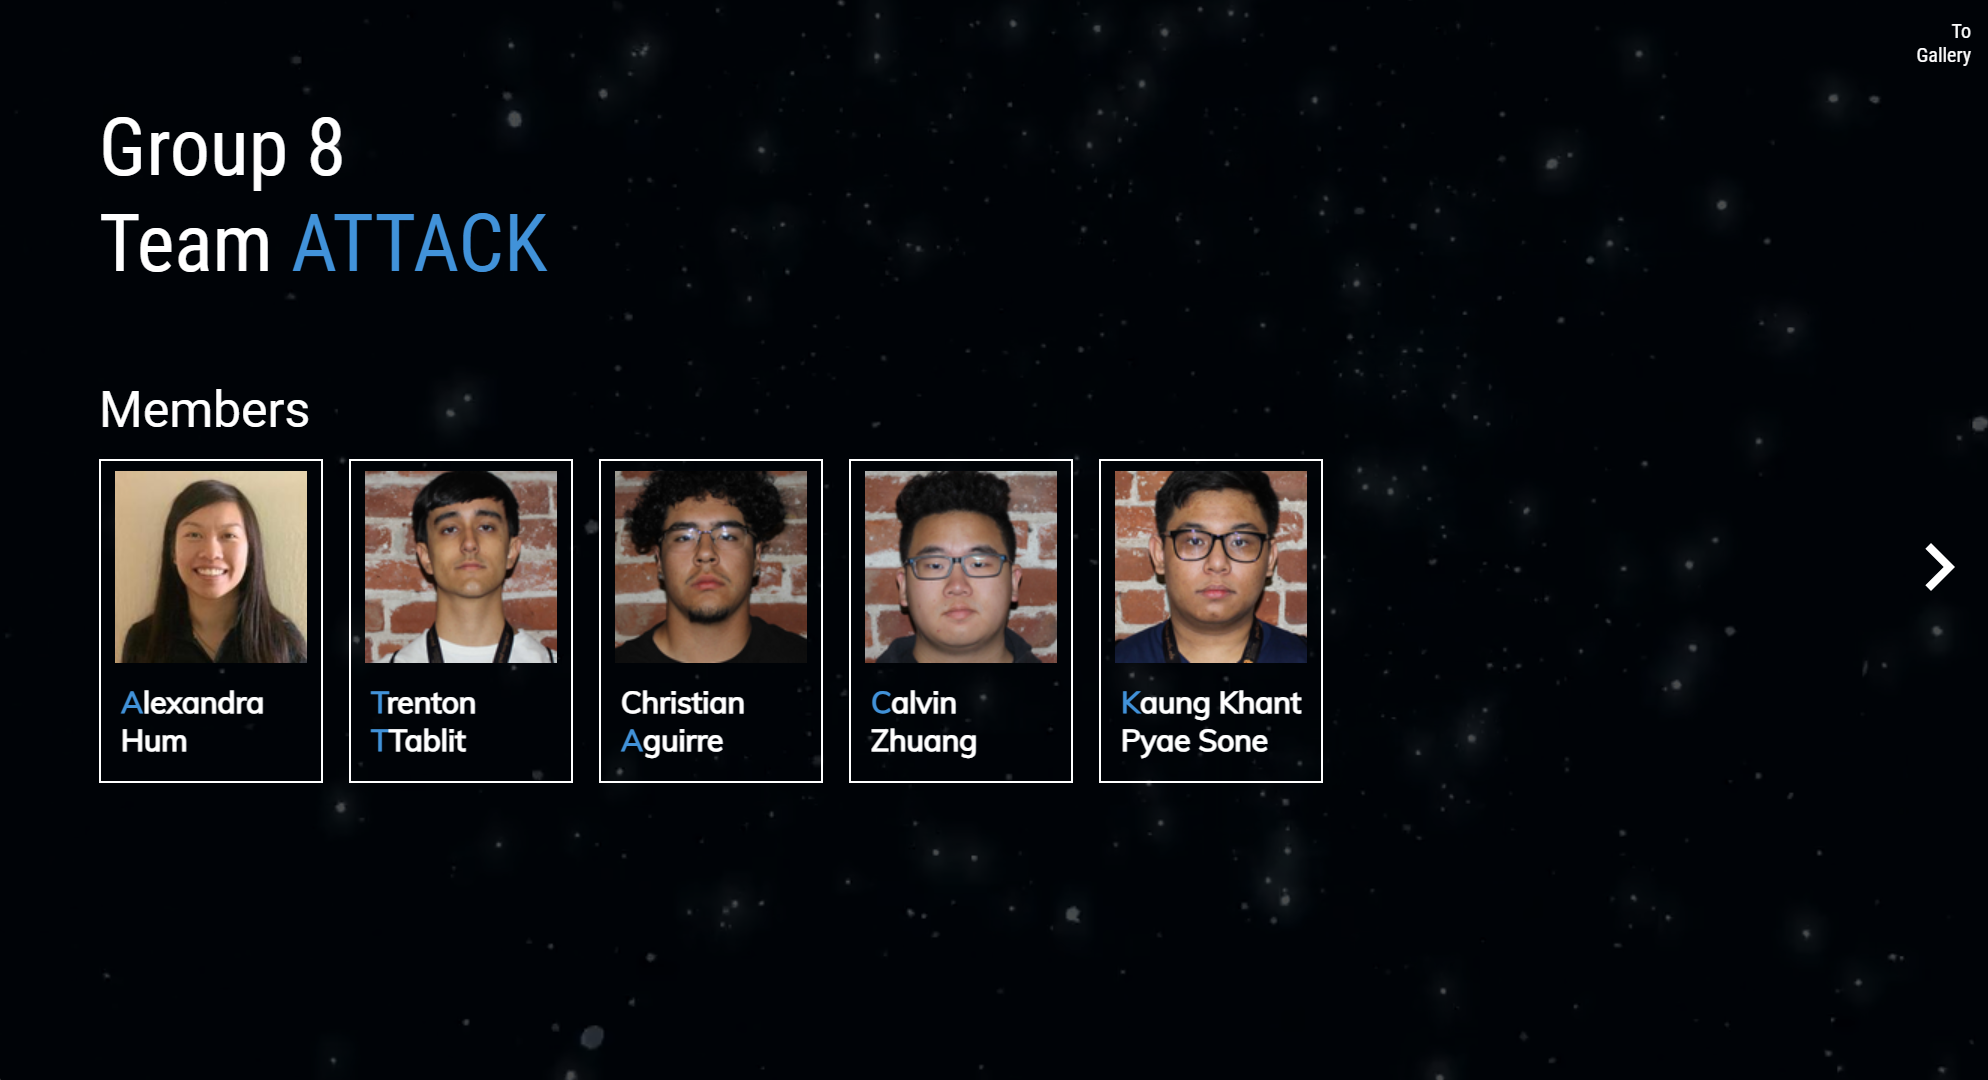 To
Gallery
Group 8
Team ATTACK
Members
Alexandra
Hum
Trenton
TTablit
Christian
Aguirre
Calvin
Zhuang
Kaung Khant
Pyae Sone